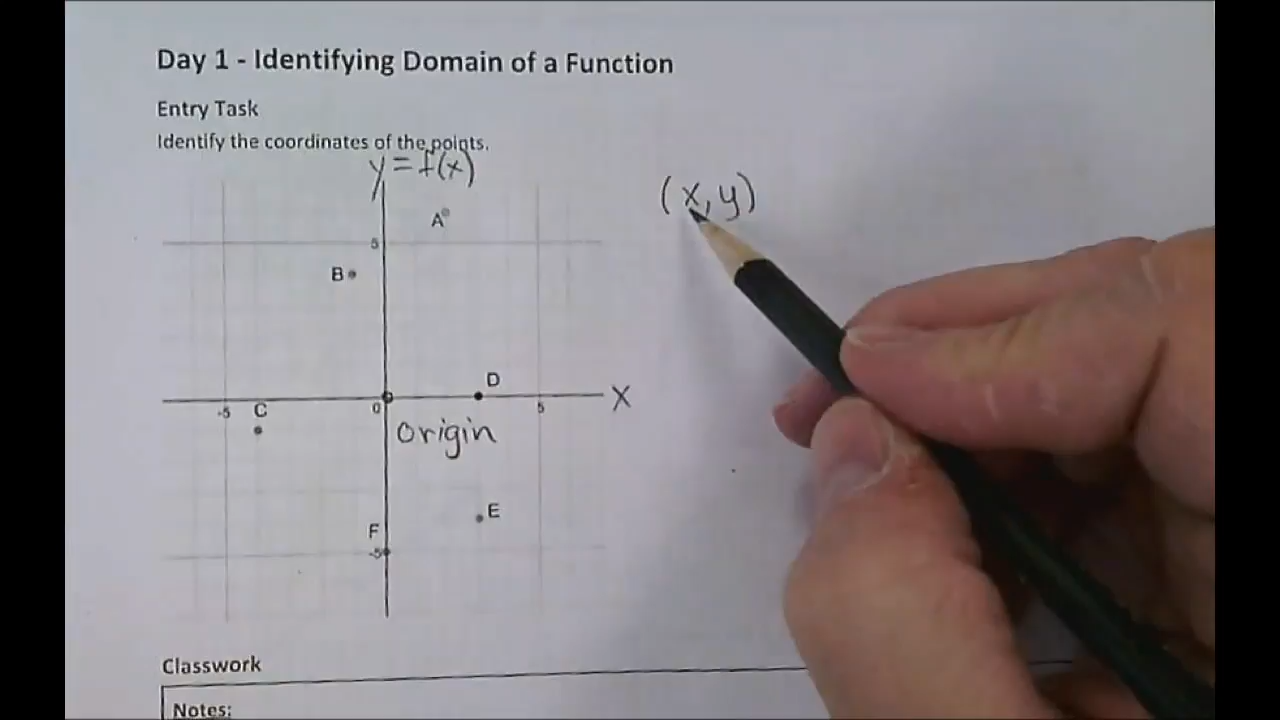 Day 1 - Identifying Domain of a Function
Entry Task
Identify the coordinates of the points.
y = f(x)
(x, y)
A
5
B
D
-5
C
0
5
X
origin
E
F
-5
Classwork
Notes: